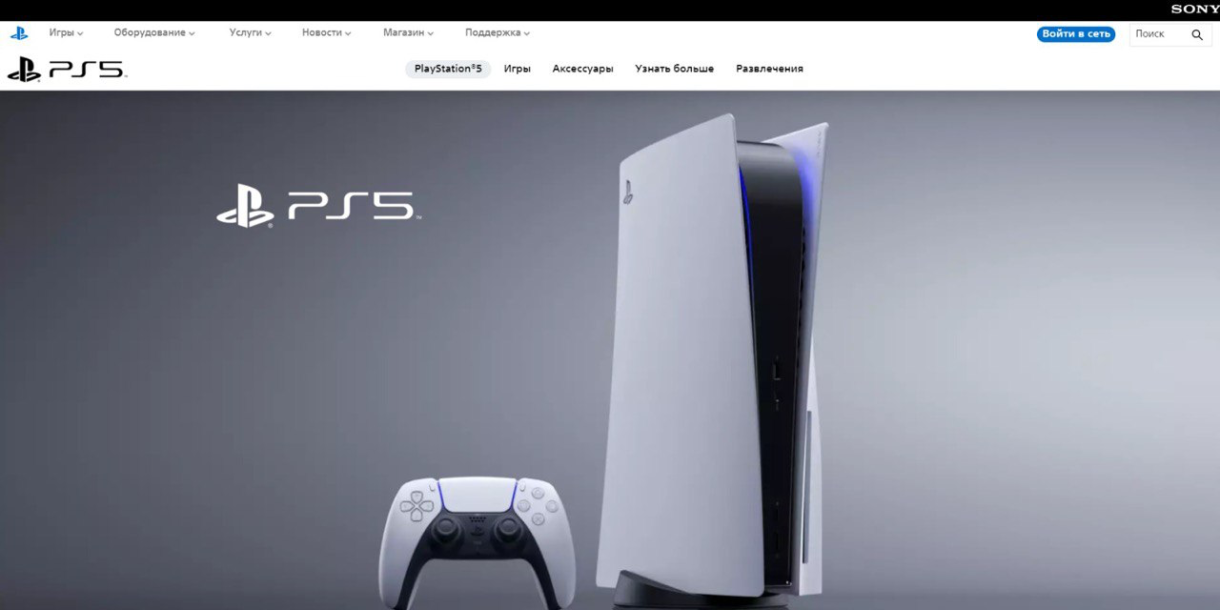 SONY
Игры Оборудование Услуги Новости Магазин Поддержка Войти в сеть Поиск
PS5 PlayStation®5 Игры Аксессуары Узнать больше Развлечения
PS5